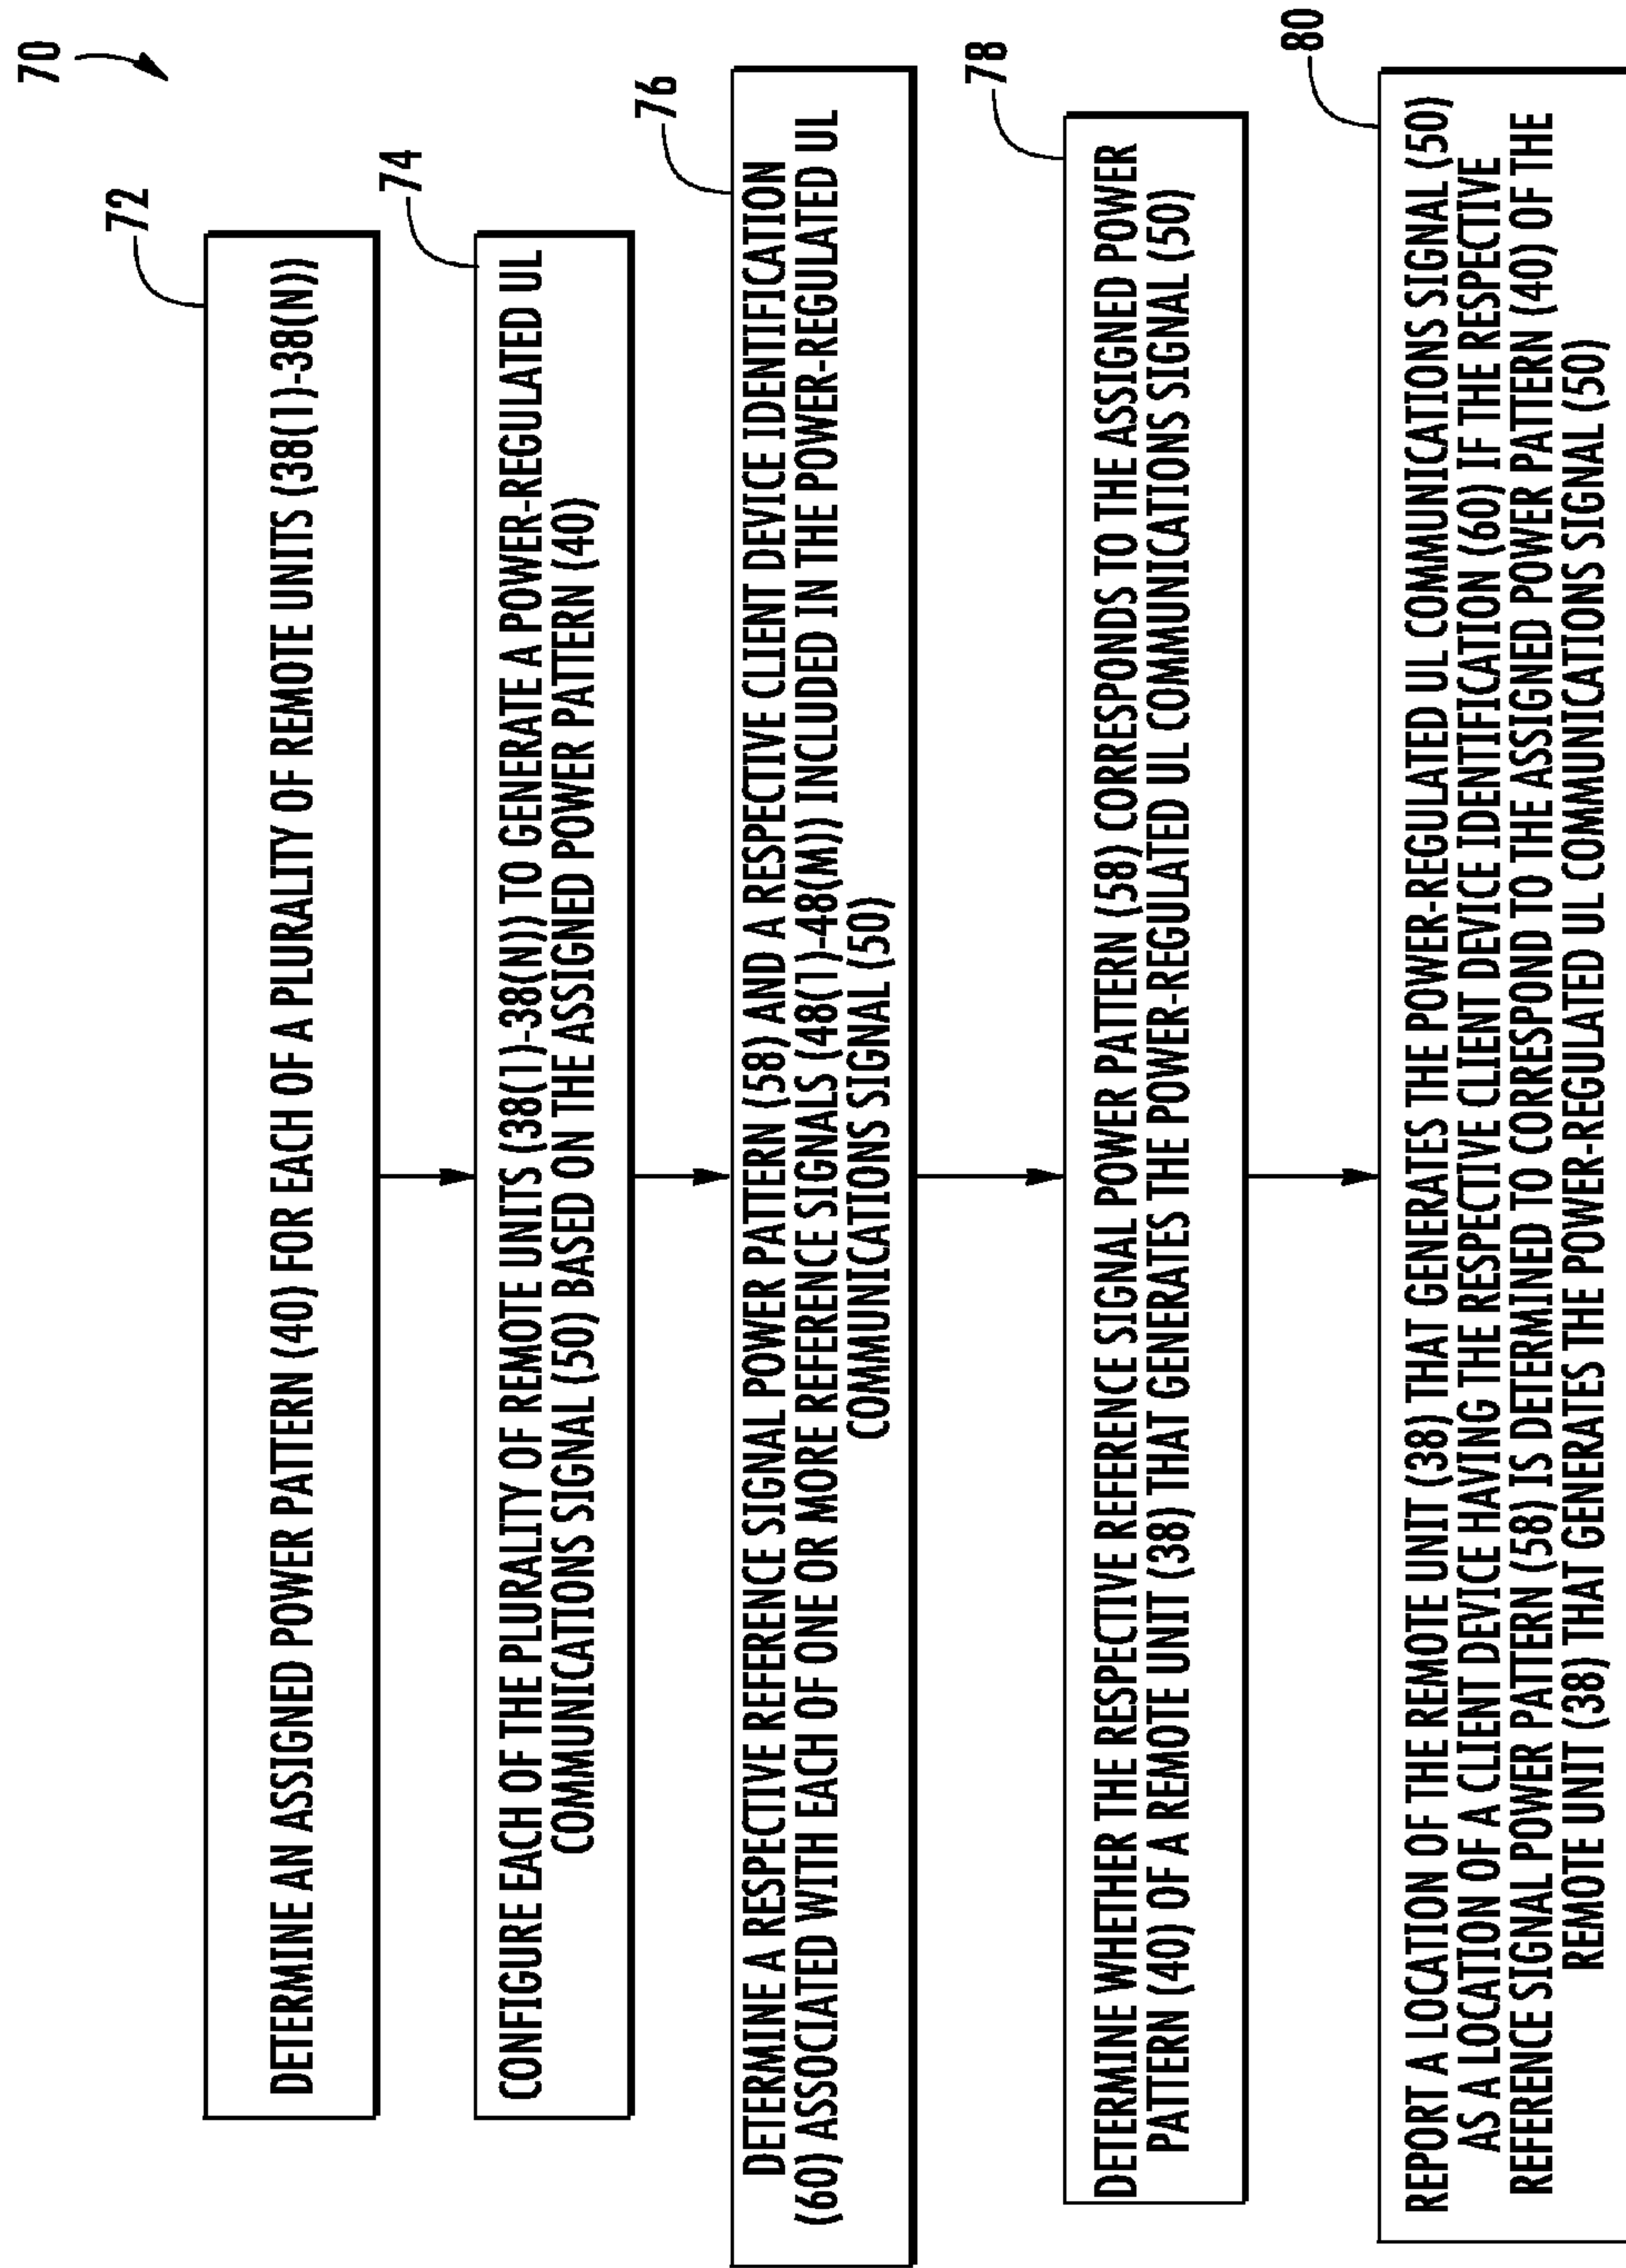 70
72
DETERMINE AN ASSIGNED POWER PATTERN (40) FOR EACH OF A PLURALITY OF REMOTE UNITS (38(1)-38(N))
74
CONFIGURE EACH OF THE PLURALITY OF REMOTE UNITS (38(1)-38(N)) TO GENERATE A POWER-REGULATED UL
COMMUNICATIONS SIGNAL (50) BASED ON THE ASSIGNED POWER PATTERN (40)
76
DETERMINE A RESPECTIVE REFERENCE SIGNAL POWER PATTERN (58) AND A RESPECTIVE CLIENT DEVICE IDENTIFICATION
(60) ASSOCIATED WITH EACH OF ONE OR MORE REFERENCE SIGNALS (48(1)-48(M)) INCLUDED IN THE POWER-REGULATED UL
COMMUNICATIONS SIGNAL (50)
78
DETERMINE WHETHER THE RESPECTIVE REFERENCE SIGNAL POWER PATTERN (58) CORRESPONDS TO THE ASSIGNED POWER
PATTERN (40) OF A REMOTE UNIT (38) THAT GENERATES THE POWER-REGULATED UL COMMUNICATIONS SIGNAL (50)
80
REPORT A LOCATION OF THE REMOTE UNIT (38) THAT GENERATES THE POWER-REGULATED UL COMMUNICATIONS SIGNAL (50)
AS A LOCATION OF A CLIENT DEVICE HAVING THE RESPECTIVE CLIENT DEVICE IDENTIFICATION (60) IF THE RESPECTIVE
REFERENCE SIGNAL POWER PATTERN (58) IS DETERMINED TO CORRESPOND TO THE ASSIGNED POWER PATTERN (40) OF THE
REMOTE UNIT (38) THAT GENERATES THE POWER-REGULATED UL COMMUNICATIONS SIGNAL (50)